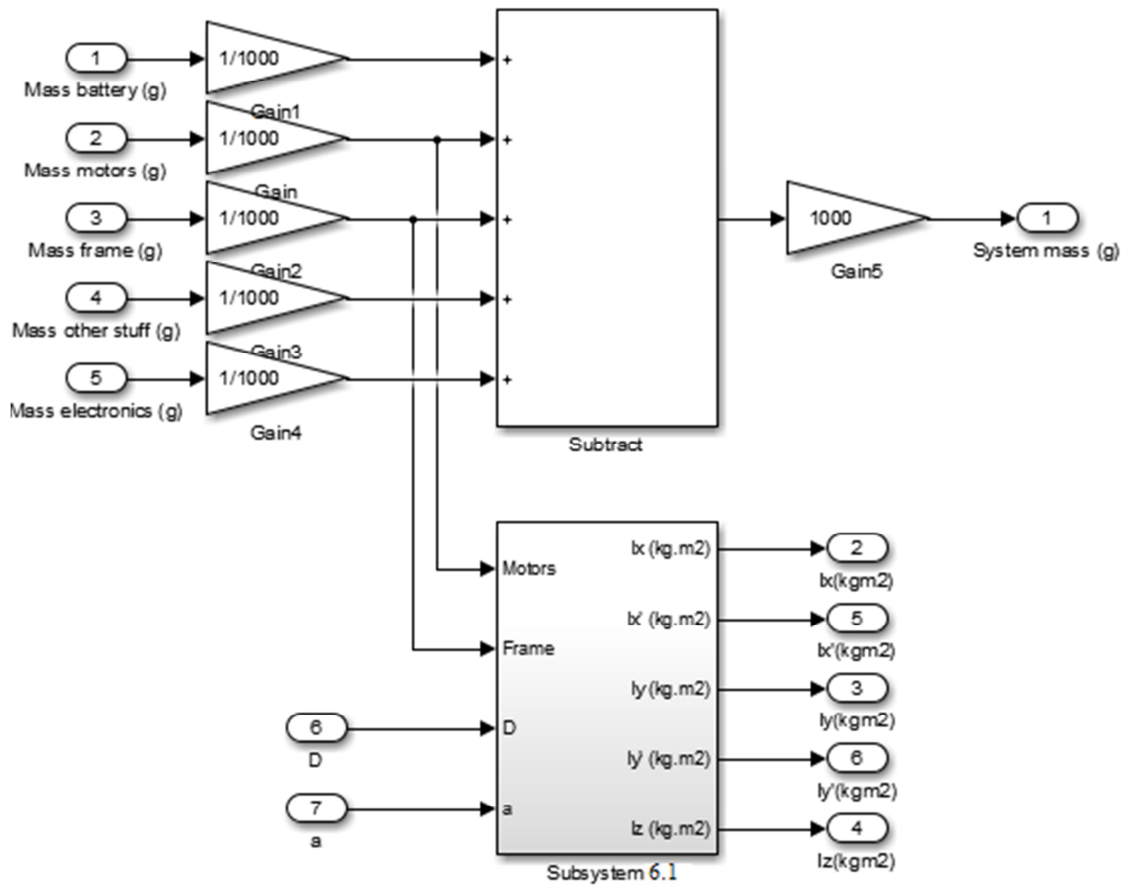 1
1/1000
+
Mass battery (g)
Gain1
2
1/1000
+
Mass motors (g)
Gain
3
1/1000
+
1000
1
Mass frame (g)
System mass (g)
Gain2
Gain5
4
1/1000
+
Mass other stuff (g)
Gain3
5
1/1000
+
Mass electronics (g)
Gain4
Subtract
Motors
Ix (kg.m2)
2
Ix(kgm2)
Ix' (kg.m2)
5
Frame
Ix'(kgm2)
Iy (kg.m2)
3
Iy(kgm2)
6
D
D
Iy' (kg.m2)
6
Iy'(kgm2)
7
a
a
Iz (kg.m2)
4
Iz(kgm2)
Subsystem 6.1